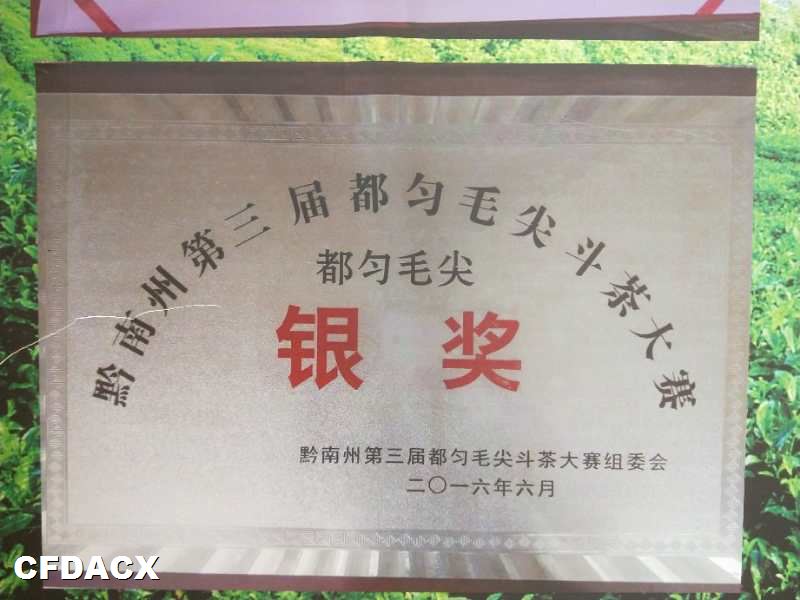 黔南州第三届都匀毛尖斗茶大赛
都匀毛尖
银奖
黔南州第三届都匀毛尖斗茶大赛组委会
二〇一六年六月
CFDACX